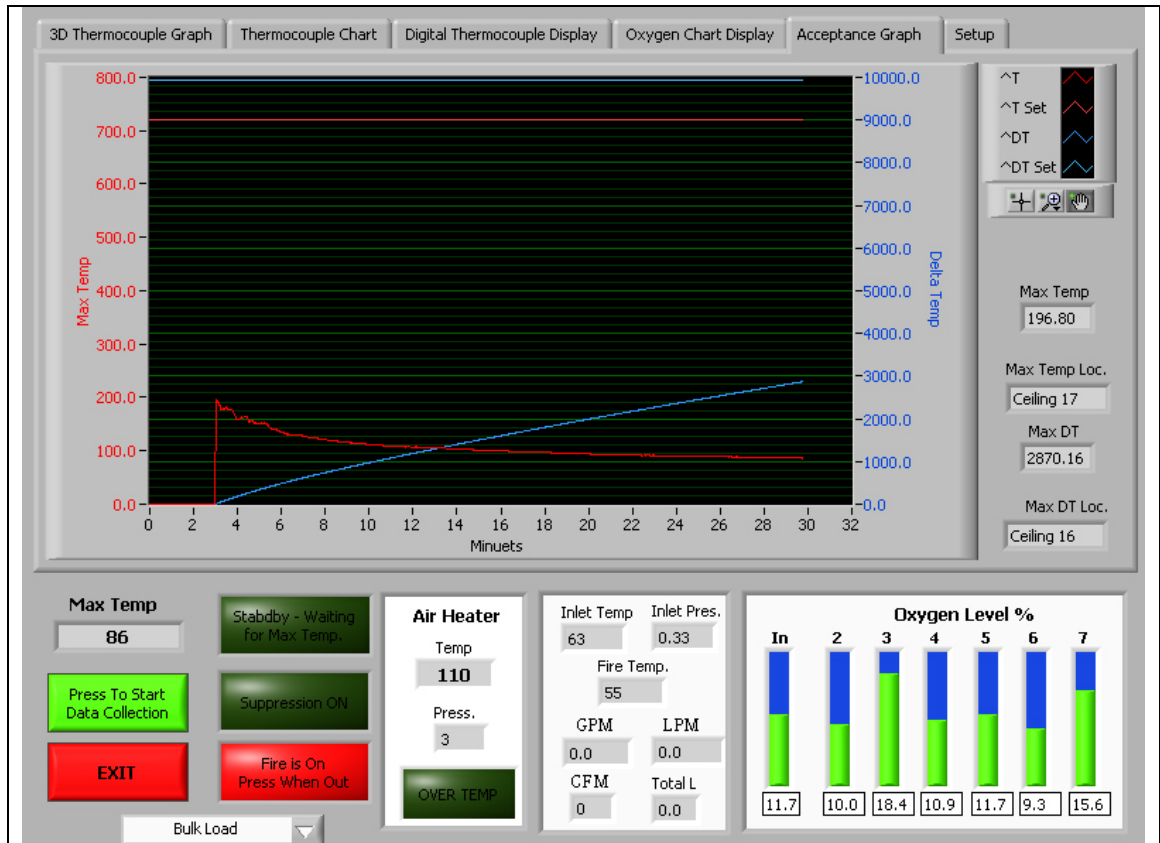 3D Thermocouple Graph Thermocouple Chart Digital Thermocouple Display Oxygen Chart Display Acceptance Graph Setup
800.0
700.0
600.0
500.0
400.0
300.0
200.0
100.0
0.0
Max Temp
10000.0
9000.0
8000.0
7000.0
6000.0
5000.0
4000.0
3000.0
2000.0
1000.0
0.0
Delta Temp
0 2 4 6 8 10 12 14 16 18 20 22 24 26 28 30 32
Minuets
^T
^T Set
^DT
^DT Set
Max Temp
196.80
Max Temp Loc.
Ceiling 17
Max DT
2870.16
Max DT Loc.
Ceiling 16
Max Temp
86
Press To Start
Data Collection
EXIT
Bulk Load
Stabdby - Waiting
for Max Temp.
Suppression ON
Fire is On
Press When Out
Air Heater
Temp
110
Press.
3
OVER TEMP
Inlet Temp Inlet Pres.
63 0.33
Fire Temp.
55
GPM LPM
0.0 0.0
CFM Total L
0 0.0
Oxygen Level %
In 2 3 4 5 6 7
11.7 10.0 18.4 10.9 11.7 9.3 15.6